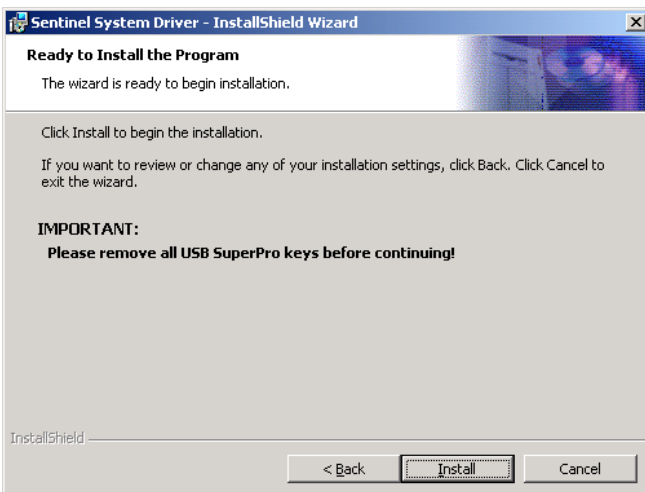 Sentinel System Driver - InstallShield Wizard
Ready to Install the Program
The wizard is ready to begin installation.
Click Install to begin the installation.
If you want to review or change any of your installation settings, click Back. Click Cancel to
exit the wizard.
IMPORTANT:
Please remove all USB SuperPro keys before continuing!
InstallShield
< Back
Install
Cancel